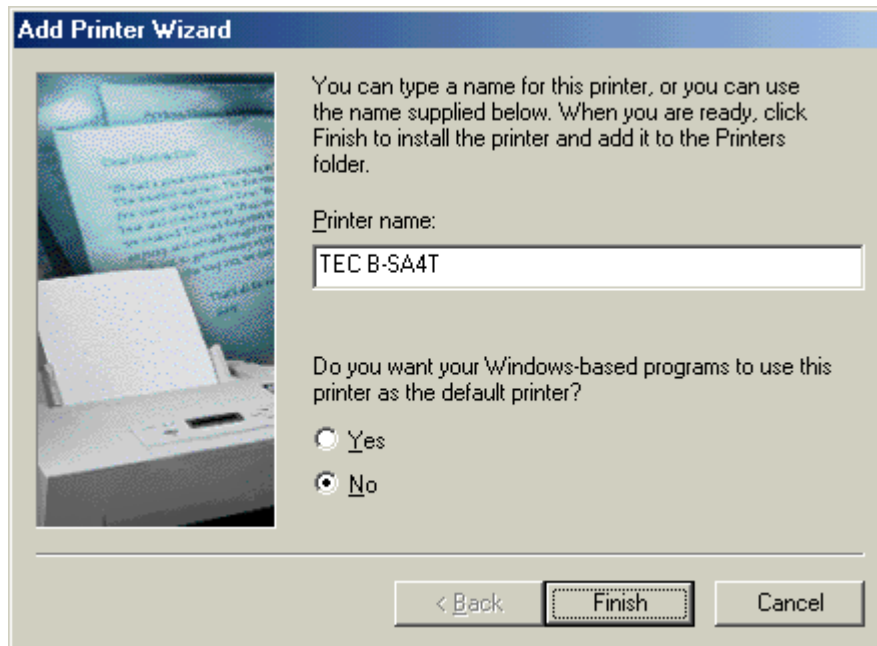 Add Printer Wizard
You can type a name for this printer, or you can use
the name supplied below. When you are ready, click
Finish to install the printer and add it to the Printers
folder.
Printer name:
TEC B-SA4T
Do you want your Windows-based programs to use this
printer as the default printer?
Yes
No
< Back
Finish
Cancel